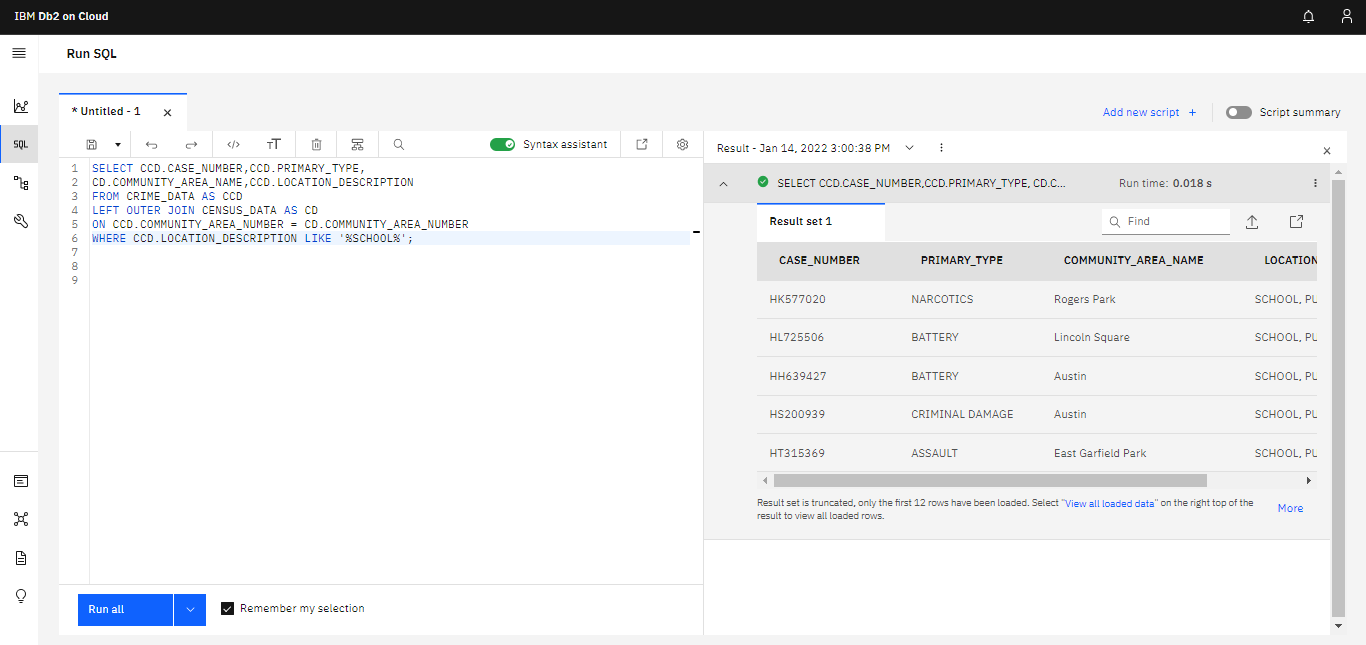 IBM Db2 on Cloud
Run SQL
* Untitled - 1
Add new script +
Script summary
SQL
Syntax assistant
1 SELECT CCD.CASE_NUMBER,CCD.PRIMARY_TYPE,
2 CD.COMMUNITY_AREA_NAME,CCD.LOCATION_DESCRIPTION
3 FROM CRIME_DATA AS CCD
4 LEFT OUTER JOIN CENSUS_DATA AS CD
5 ON CCD.COMMUNITY_AREA_NUMBER = CD.COMMUNITY_AREA_NUMBER
6 WHERE CCD.LOCATION_DESCRIPTION LIKE '%SCHOOL%';
7
8
9
Run all
Remember my selection
Result - Jan 14, 2022 3:00:38 PM
SELECT CCD.CASE_NUMBER,CCD.PRIMARY_TYPE, CD.C...
Run time: 0.018 s
Result set 1
Find
CASE_NUMBER PRIMARY_TYPE COMMUNITY_AREA_NAME LOCATION
HK577020 NARCOTICS Rogers Park SCHOOL, PU
HL725506 BATTERY Lincoln Square SCHOOL, PU
HH639427 BATTERY Austin SCHOOL, PU
HS200939 CRIMINAL DAMAGE Austin SCHOOL, PU
HT315369 ASSAULT East Garfield Park SCHOOL, PU
Result set is truncated, only the first 12 rows have been loaded. Select "View all loaded data" on the right top of the
result to view all loaded rows.
More